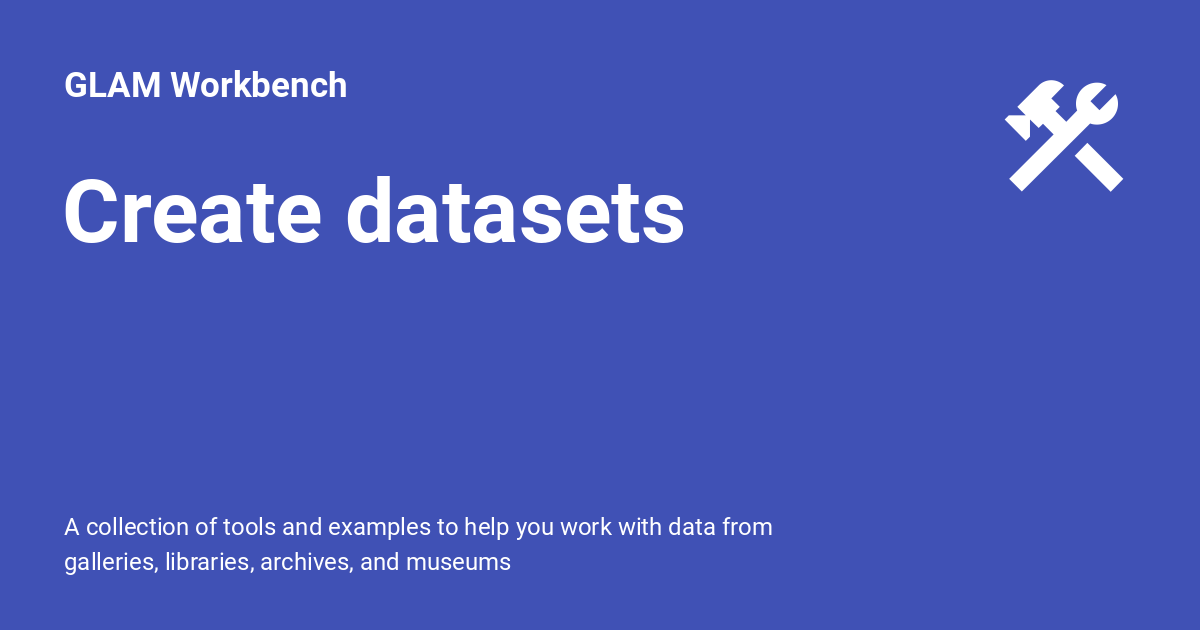 GLAM Workbench
Create datasets
A collection of tools and examples to help you work with data from
galleries, libraries, archives, and museums